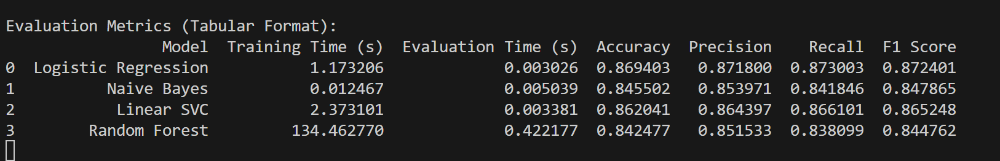 Evaluation Metrics (Tabular Format):
                 Model  Training Time (s)  Evaluation Time (s)  Accuracy  Precision    Recall  F1 Score
0  Logistic Regression           1.173206             0.003026  0.869403   0.871800  0.873003  0.872401
1          Naive Bayes           0.012467             0.005039  0.845502   0.853971  0.841846  0.847865
2           Linear SVC           2.373101             0.003381  0.862041   0.864397  0.866101  0.865248
3        Random Forest         134.462770             0.422177  0.842477   0.851533  0.838099  0.844762